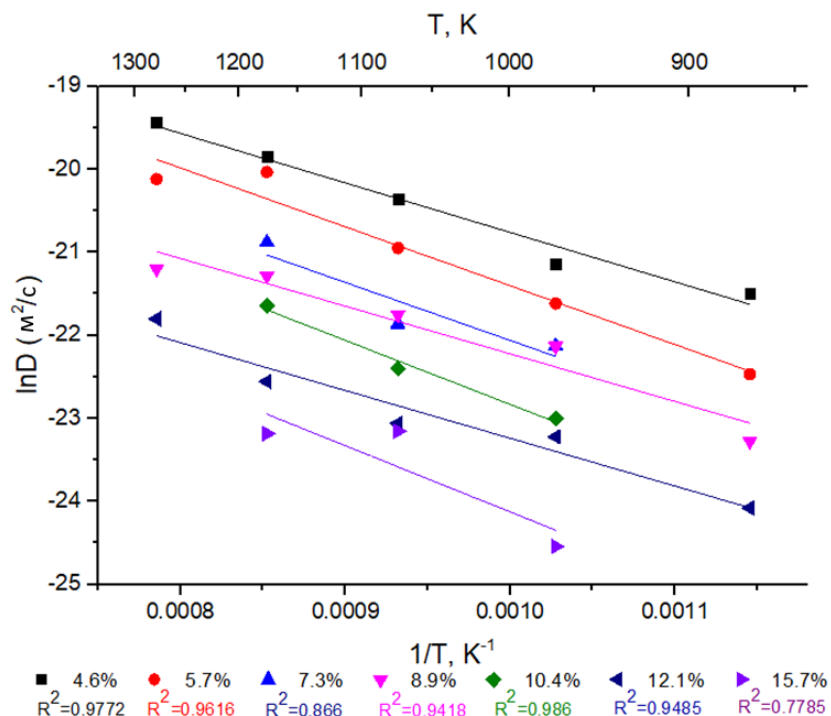 T, K
1300 1200 1100 1000 900
-19
-20
-21
-22
-23
-24
-25
lnD (м²/с)
0.0008 0.0009 0.0010 0.0011
1/T, K⁻¹
4.6% 5.7% 7.3% 8.9% 10.4% 12.1% 15.7%
R²=0.9772 R²=0.9616 R²=0.866 R²=0.9418 R²=0.986 R²=0.9485 R²=0.7785